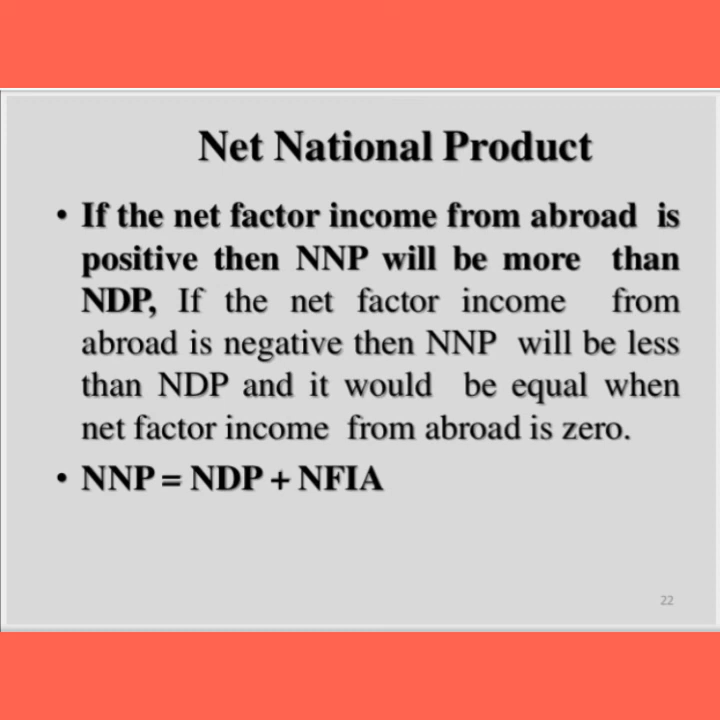 Net National Product
• If the net factor income from abroad is
positive then NNP will be more than
NDP, If the net factor income from
abroad is negative then NNP will be less
than NDP and it would be equal when
net factor income from abroad is zero.
• NNP = NDP + NFIA
22